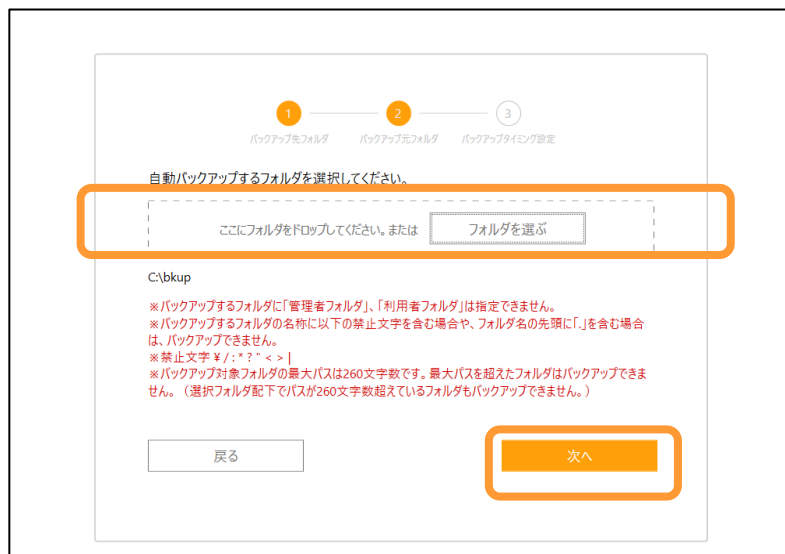 1
2
3
バックアップ先フォルダ
バックアップ元フォルダ
バックアップタイミング設定
自動バックアップするフォルダを選択してください。
ここにフォルダをドロップしてください。または
フォルダを選ぶ
C:\bkup
※バックアップするフォルダに「管理者フォルダ」、「利用者フォルダ」は指定できません。
※バックアップするフォルダの名称に以下の禁止文字を含む場合や、フォルダ名の先頭に「.」を含む場合
は、バックアップできません。
※禁止文字 ¥ / : * ? " < > |
※バックアップ対象フォルダの最大パスは260文字数です。最大パスを超えたフォルダはバックアップできま
せん。（選択フォルダ配下でパスが260文字数超えているフォルダもバックアップできません。）
戻る
次へ